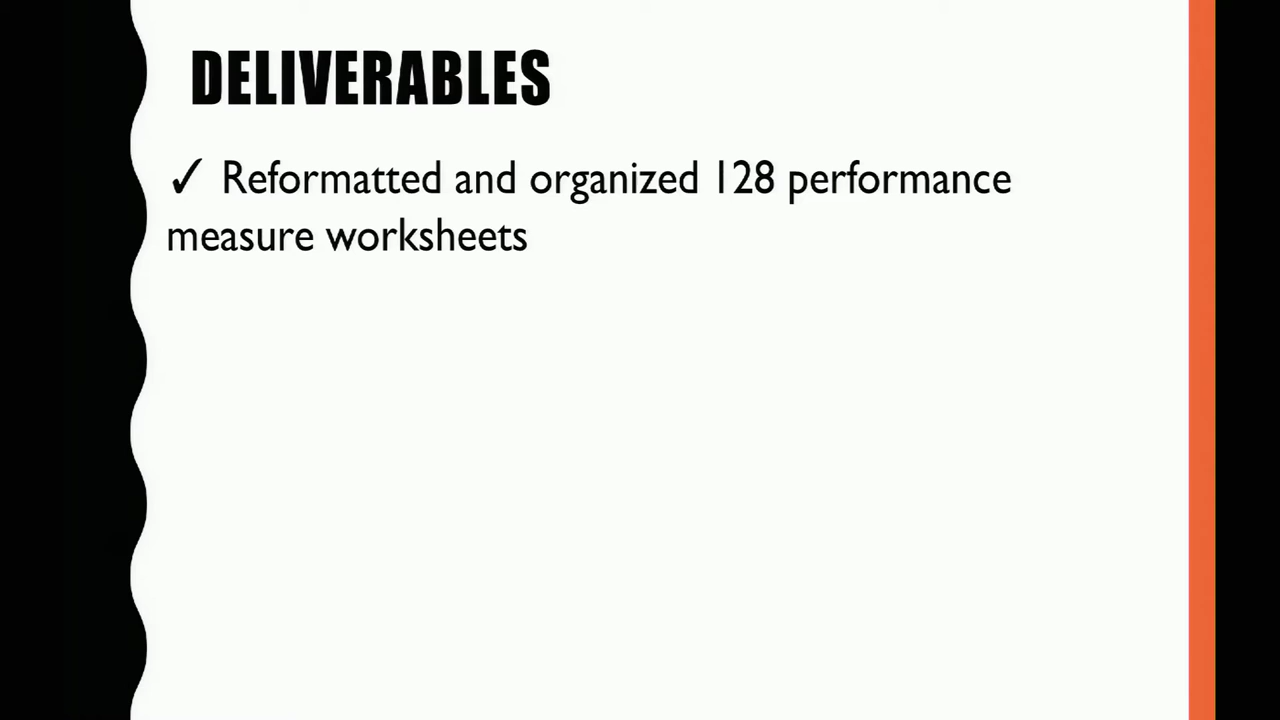 DELIVERABLES
✓ Reformatted and organized 128 performance
measure worksheets